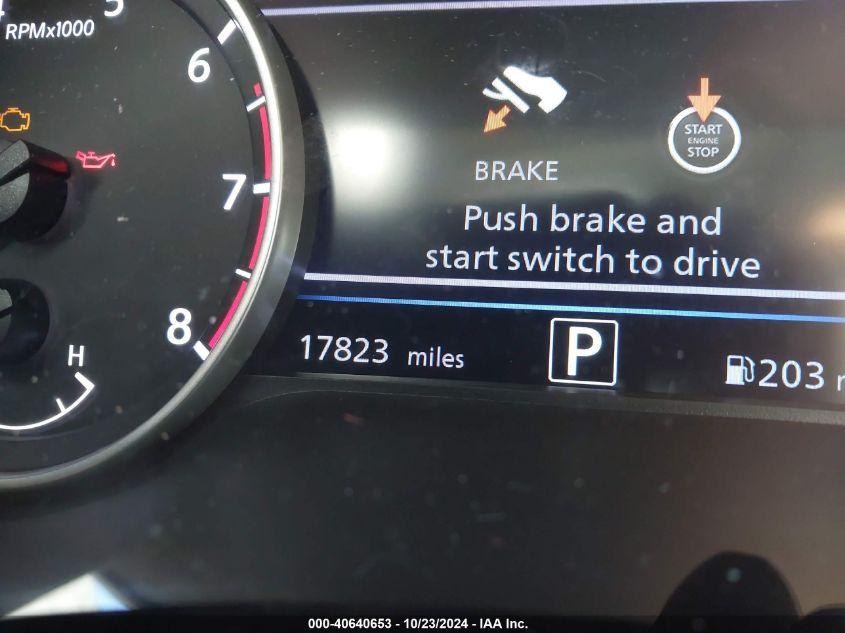 5
RPMx1000
6
7
8
H
START
ENGINE
STOP
BRAKE
Push brake and
start switch to drive
17823 miles
P
203
000-40640653 - 10/23/2024 - IAA Inc.